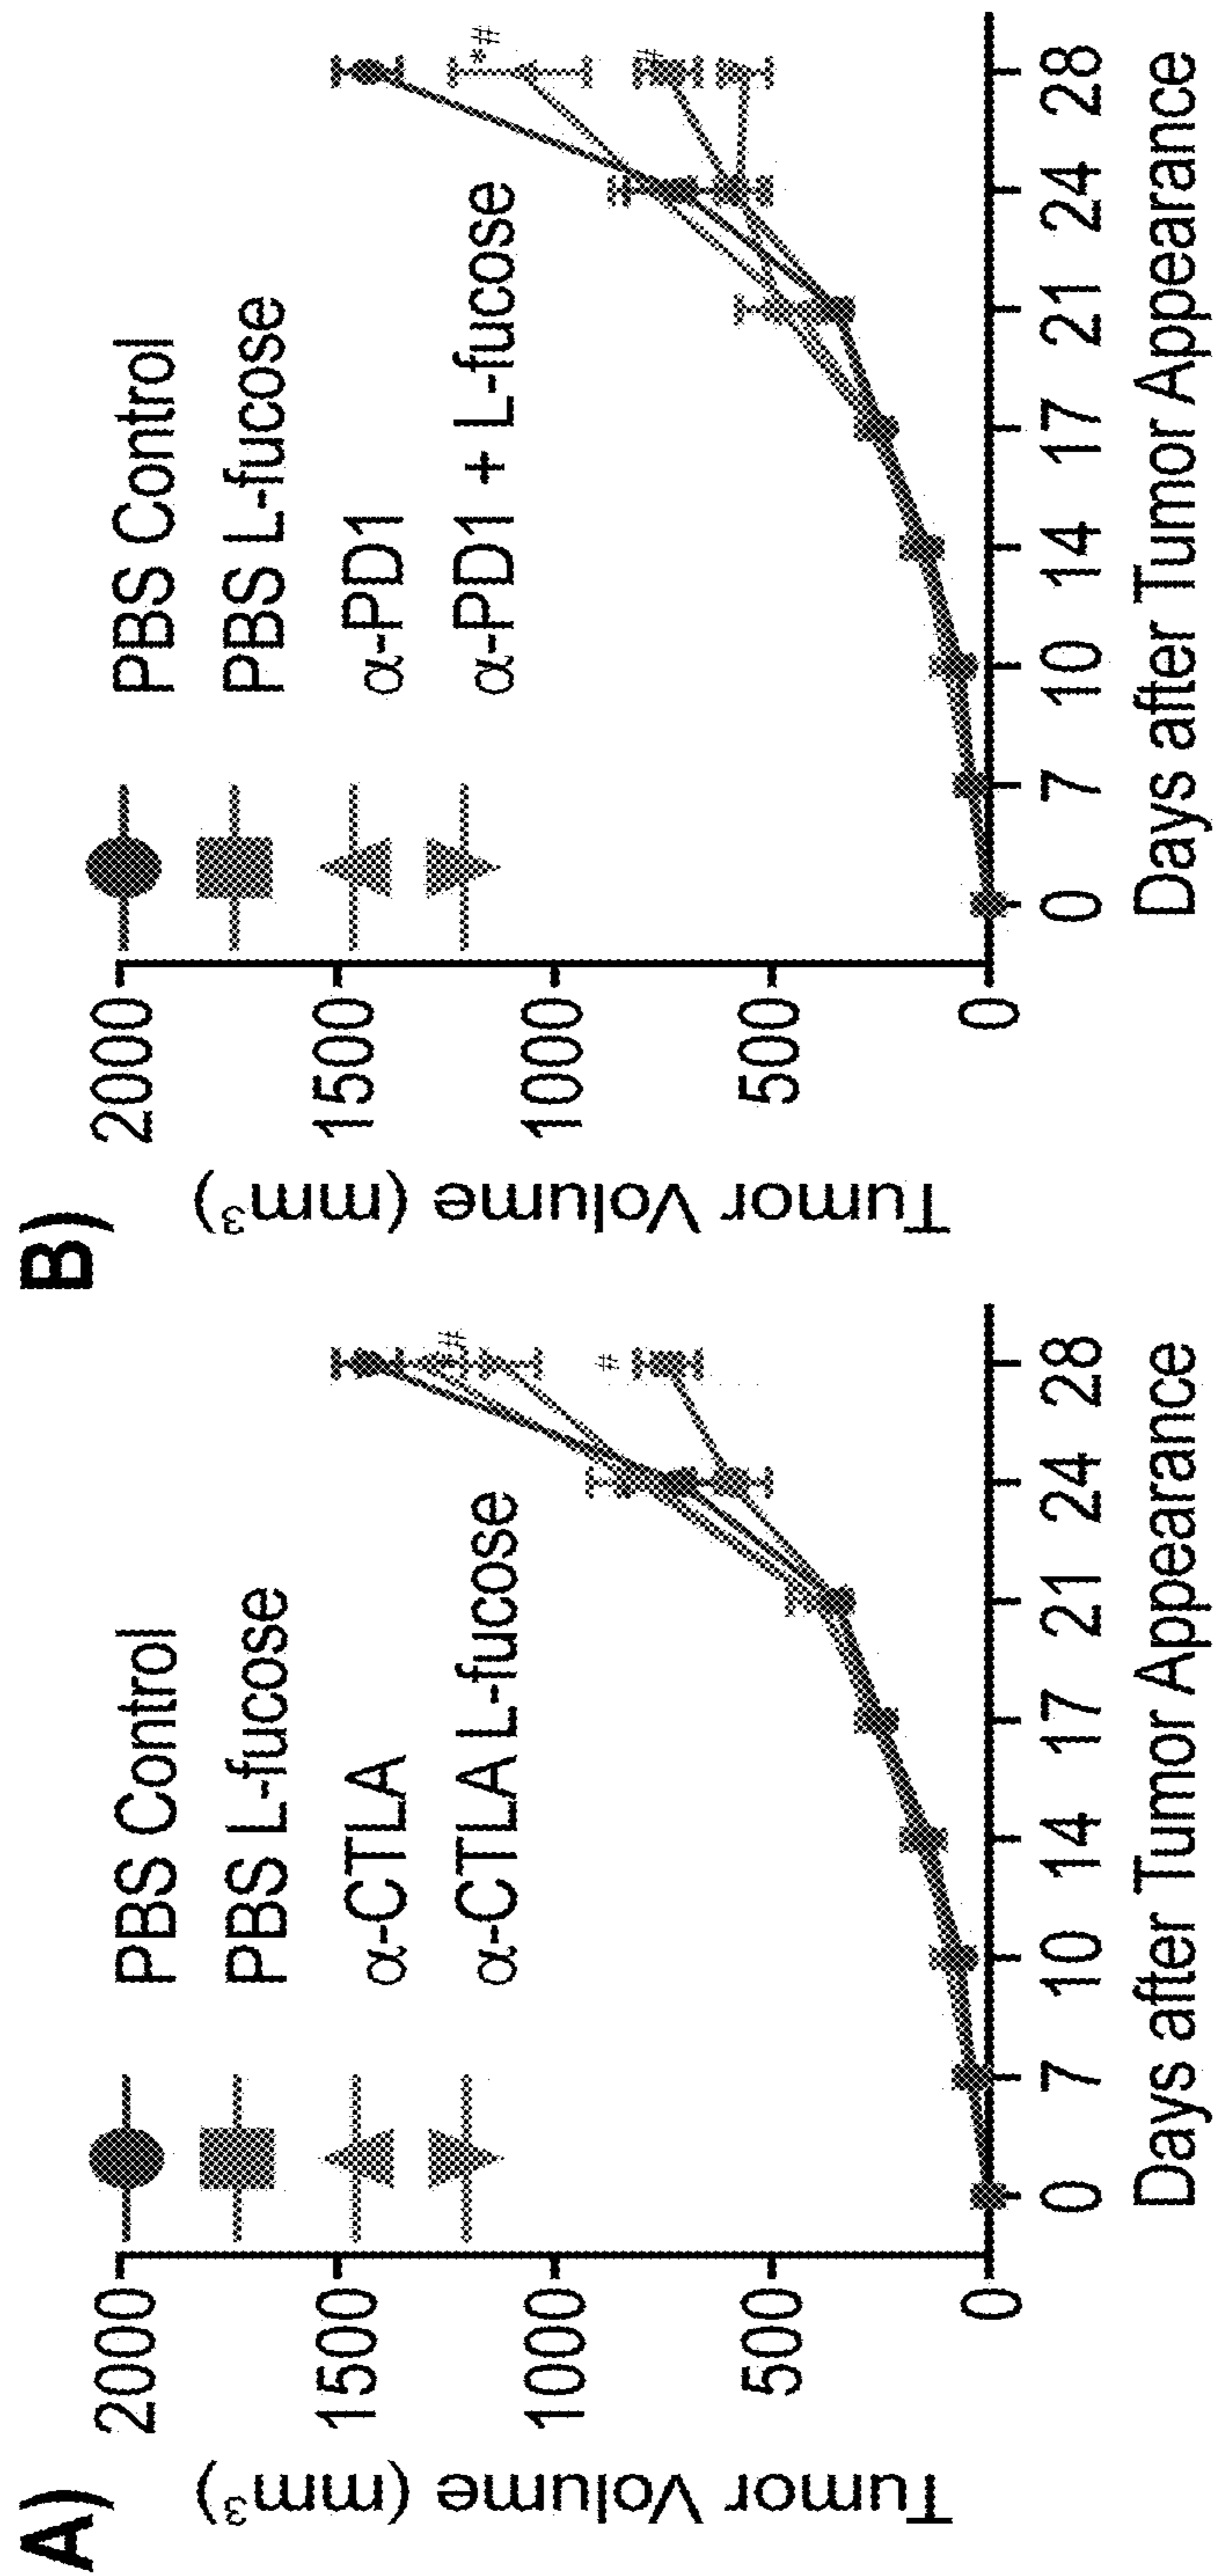 A)
Tumor Volume (mm³)
2000
1500
1000
500
0
PBS Control
PBS L-fucose
α-CTLA
α-CTLA L-fucose
*#
#
0 7 10 14 17 21 24 28
Days after Tumor Appearance
B)
Tumor Volume (mm³)
2000
1500
1000
500
0
PBS Control
PBS L-fucose
α-PD1
α-PD1 + L-fucose
*#
#
0 7 10 14 17 21 24 28
Days after Tumor Appearance